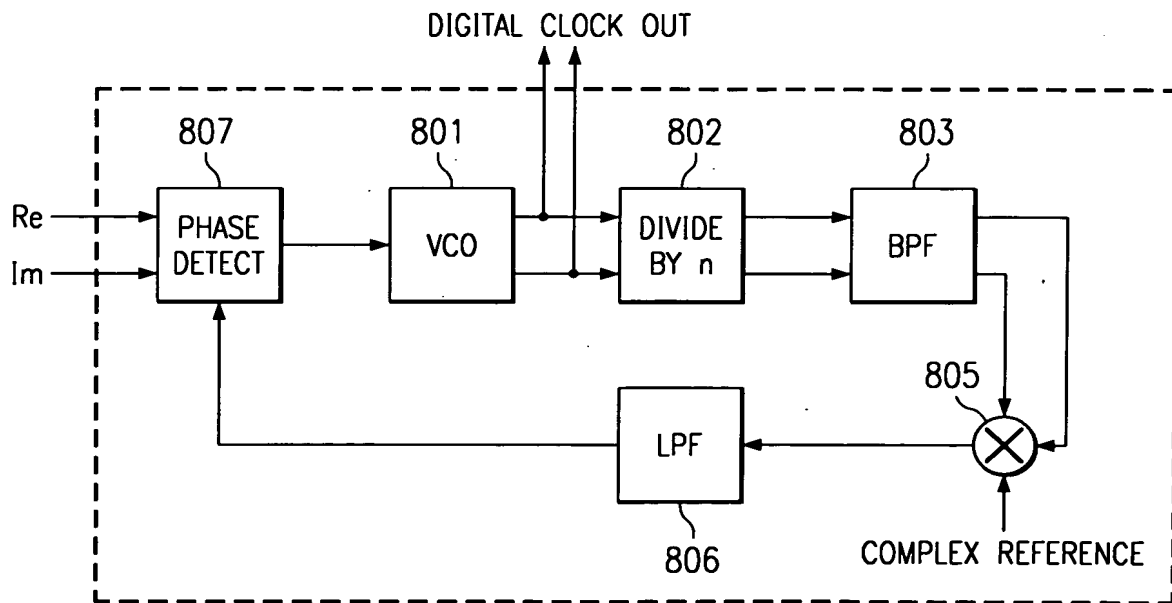 DIGITAL CLOCK OUT
807
801
802
803
Re
Im
PHASE
DETECT
VCO
DIVIDE
BY n
BPF
805
LPF
806
COMPLEX REFERENCE